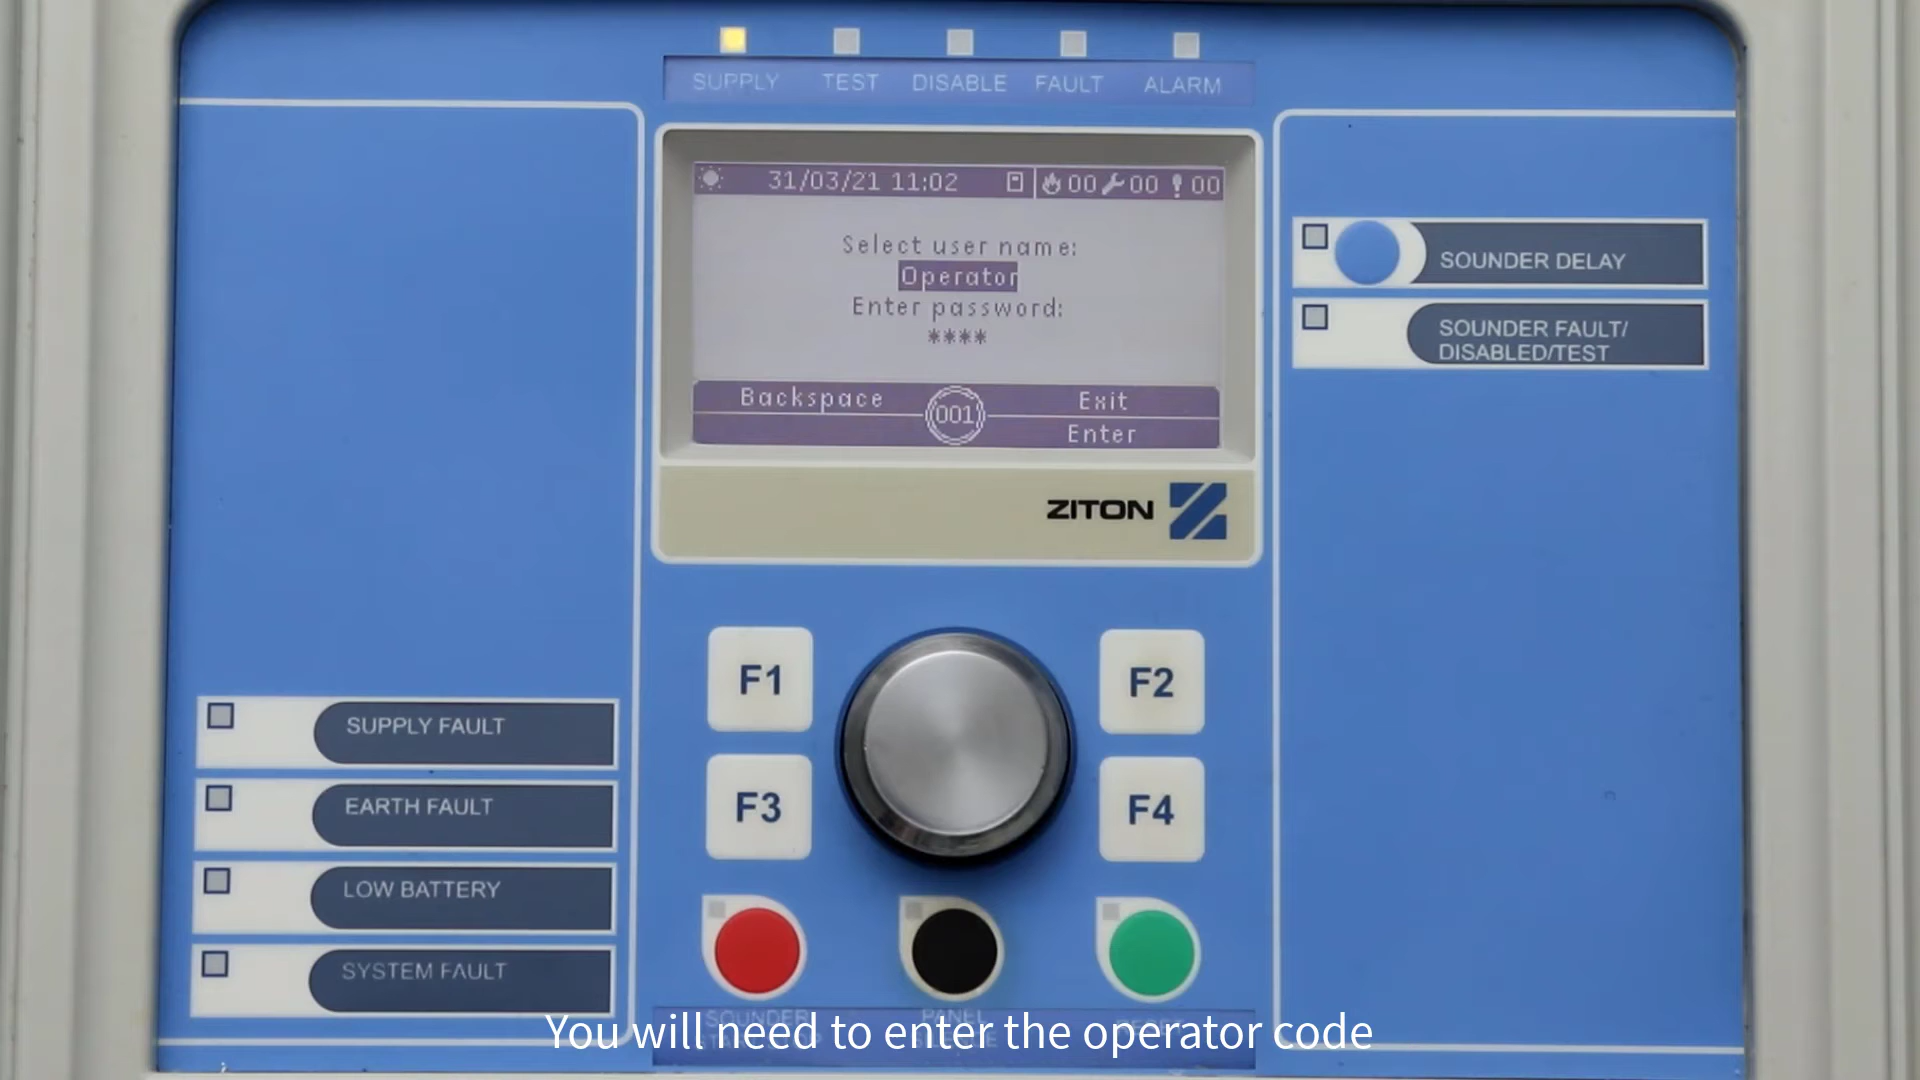 SUPPLY TEST DISABLE FAULT ALARM
31/03/21 11:02 00 00 00
Select user name:
Operator
Enter password:
****
Backspace Exit
001
Enter
ZITON
SOUNDER DELAY
SOUNDER FAULT/
DISABLED/TEST
F1 F2
F3 F4
SUPPLY FAULT
EARTH FAULT
LOW BATTERY
SYSTEM FAULT
SOUNDER PANEL
You will need to enter the operator code